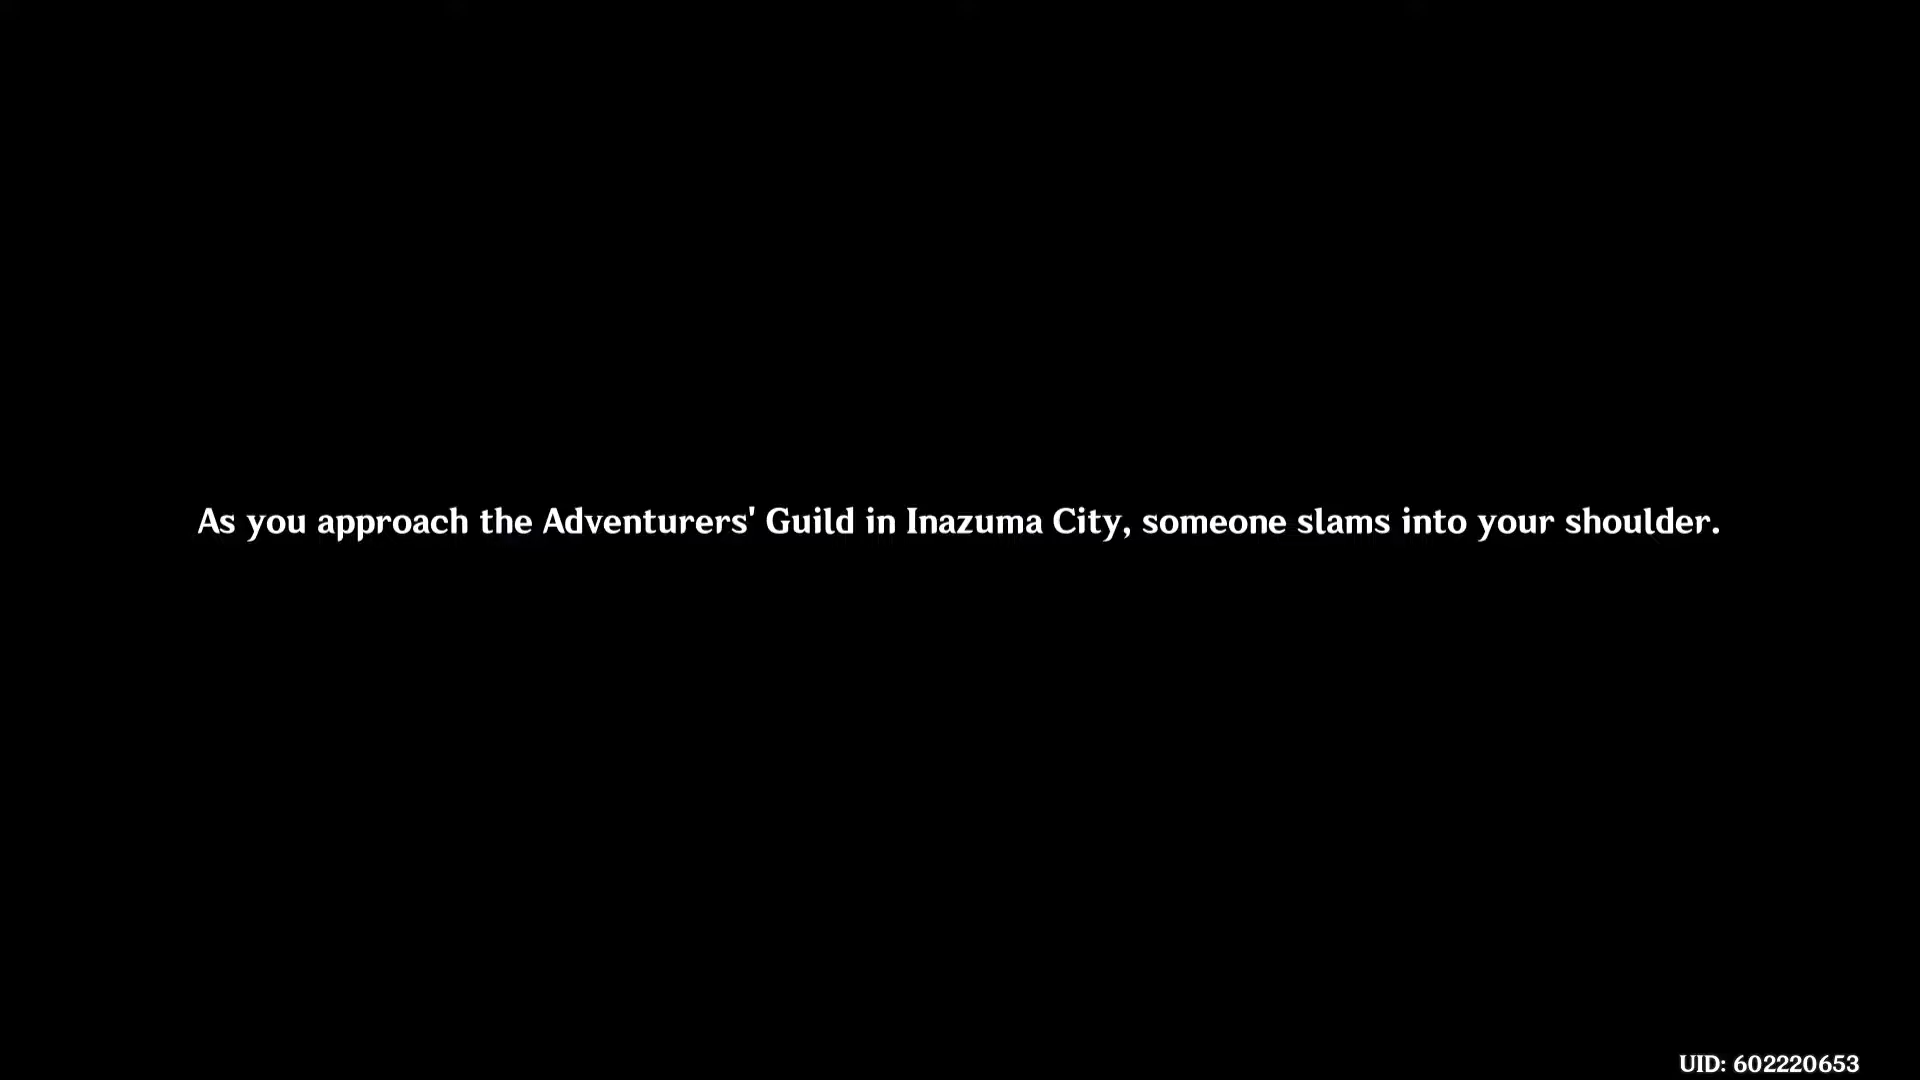 As you approach the Adventurers' Guild in Inazuma City, someone slams into your shoulder.
UID: 602220653